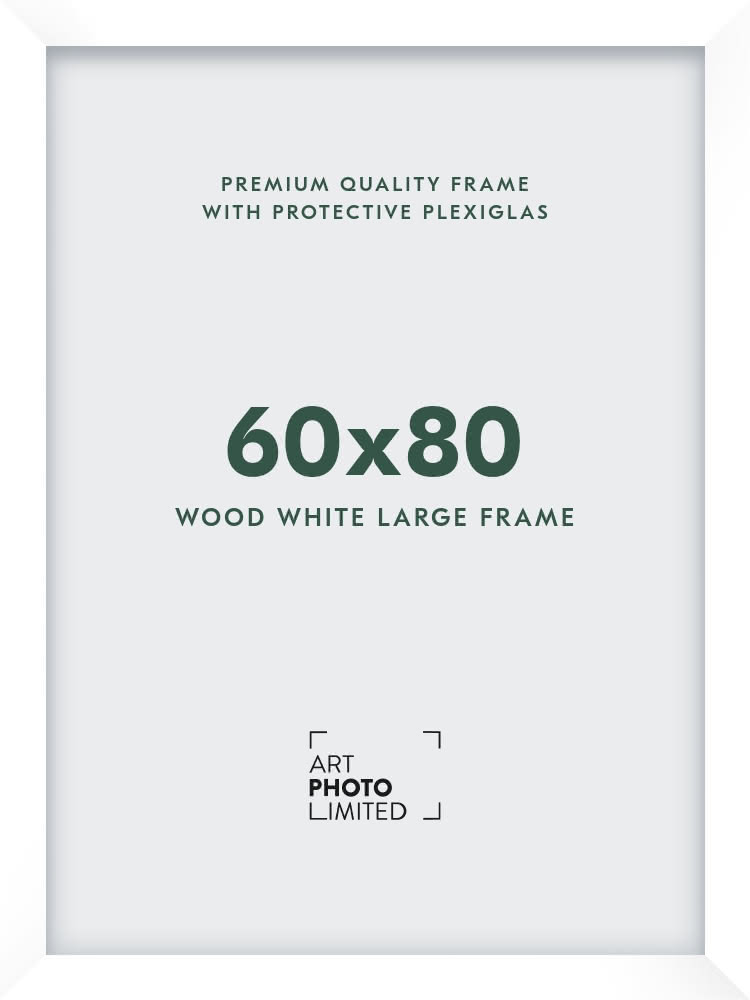 PREMIUM QUALITY FRAME
WITH PROTECTIVE PLEXIGLAS
60x80
WOOD WHITE LARGE FRAME
ART
PHOTO
LIMITED